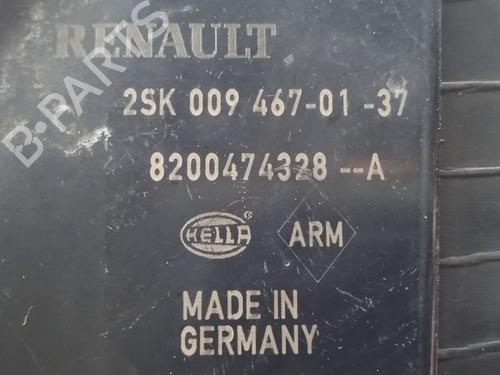 RENAULT
2SK 009 467-01-37
8200474328--A
HELLA
ARM
MADE IN
GERMANY
B-PARTS